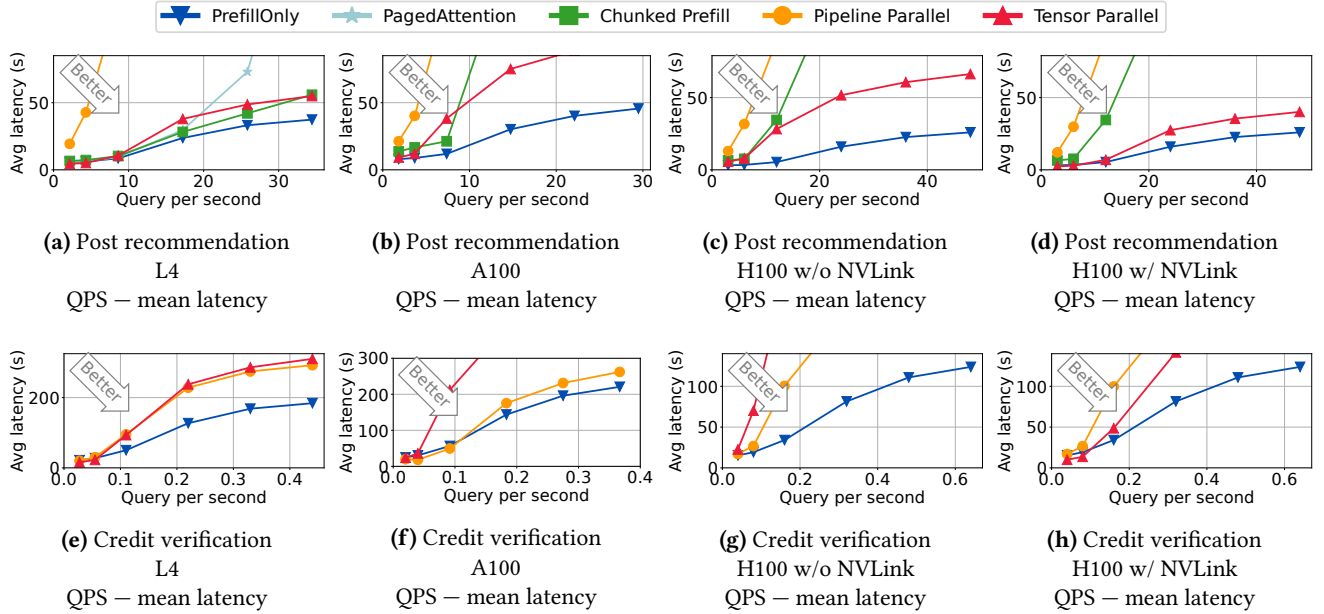 PrefillOnly PagedAttention Chunked Prefill Pipeline Parallel Tensor Parallel
Avg latency (s)
50
0
Better
0 10 20 30
Query per second
(a) Post recommendation
L4
QPS — mean latency
Avg latency (s)
50
0
Better
0 10 20 30
Query per second
(b) Post recommendation
A100
QPS — mean latency
Avg latency (s)
50
0
Better
0 20 40
Query per second
(c) Post recommendation
H100 w/o NVLink
QPS — mean latency
Avg latency (s)
50
0
Better
0 20 40
Query per second
(d) Post recommendation
H100 w/ NVLink
QPS — mean latency
Avg latency (s)
200
0
Better
0.0 0.1 0.2 0.3 0.4
Query per second
(e) Credit verification
L4
QPS — mean latency
Avg latency (s)
300
200
100
0
Better
0.0 0.1 0.2 0.3 0.4
Query per second
(f) Credit verification
A100
QPS — mean latency
Avg latency (s)
100
50
0
Better
0.0 0.2 0.4 0.6
Query per second
(g) Credit verification
H100 w/o NVLink
QPS — mean latency
Avg latency (s)
100
50
0
Better
0.0 0.2 0.4 0.6
Query per second
(h) Credit verification
H100 w/ NVLink
QPS — mean latency